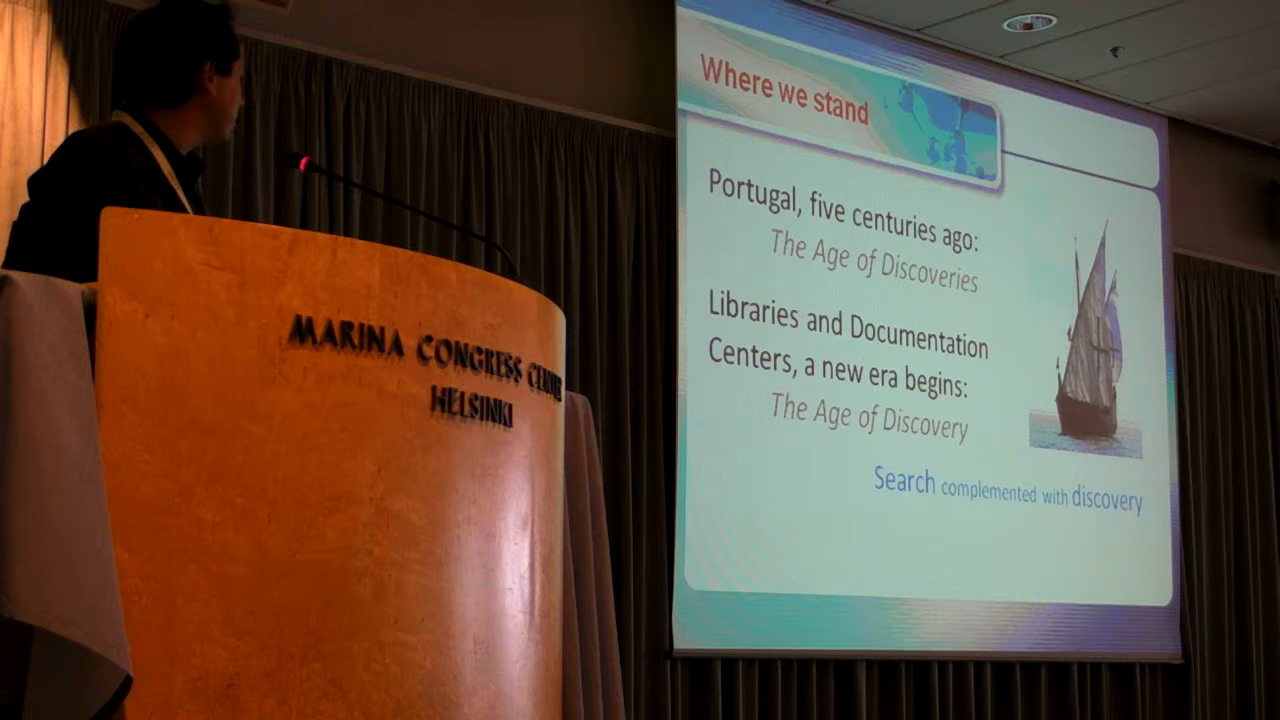 MARINA CONGRESS CENTER
HELSINKI
Where we stand
Portugal, five centuries ago:
The Age of Discoveries
Libraries and Documentation
Centers, a new era begins:
The Age of Discovery
Search complemented with discovery